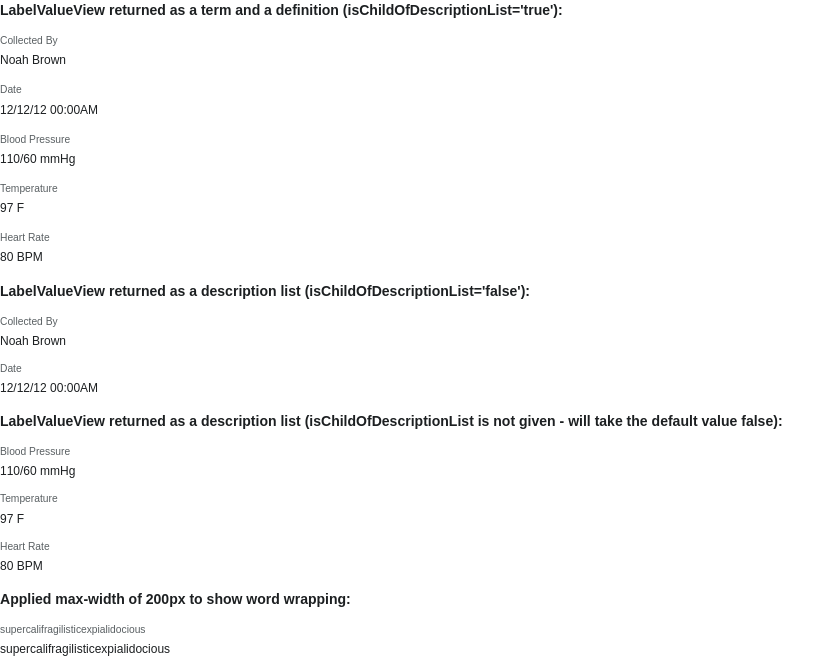 LabelValueView returned as a term and a definition (isChildOfDescriptionList='true'):
Collected By
Noah Brown
Date
12/12/12 00:00AM
Blood Pressure
110/60 mmHg
Temperature
97 F
Heart Rate
80 BPM
LabelValueView returned as a description list (isChildOfDescriptionList='false'):
Collected By
Noah Brown
Date
12/12/12 00:00AM
LabelValueView returned as a description list (isChildOfDescriptionList is not given - will take the default value false):
Blood Pressure
110/60 mmHg
Temperature
97 F
Heart Rate
80 BPM
Applied max-width of 200px to show word wrapping:
supercalifragilisticexpialidocious
supercalifragilisticexpialidocious